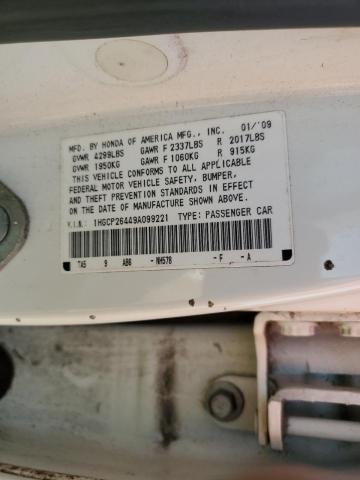 MFD. BY HONDA OF AMERICA MFG., INC. 01/'09
GVWR 4299LBS GAWR F 2337LBS R 2017LBS
GVWR 1950KG GAWR F 1060KG R 915KG
THIS VEHICLE CONFORMS TO ALL APPLICABLE
FEDERAL MOTOR VEHICLE SAFETY, BUMPER,
AND THEFT PREVENTION STANDARDS IN EFFECT
ON THE DATE OF MANUFACTURE SHOWN ABOVE.
V.I.N.: 1HGCP26449A099221 TYPE: PASSENGER CAR
TA5 9 AB6 -NH578 -F -A